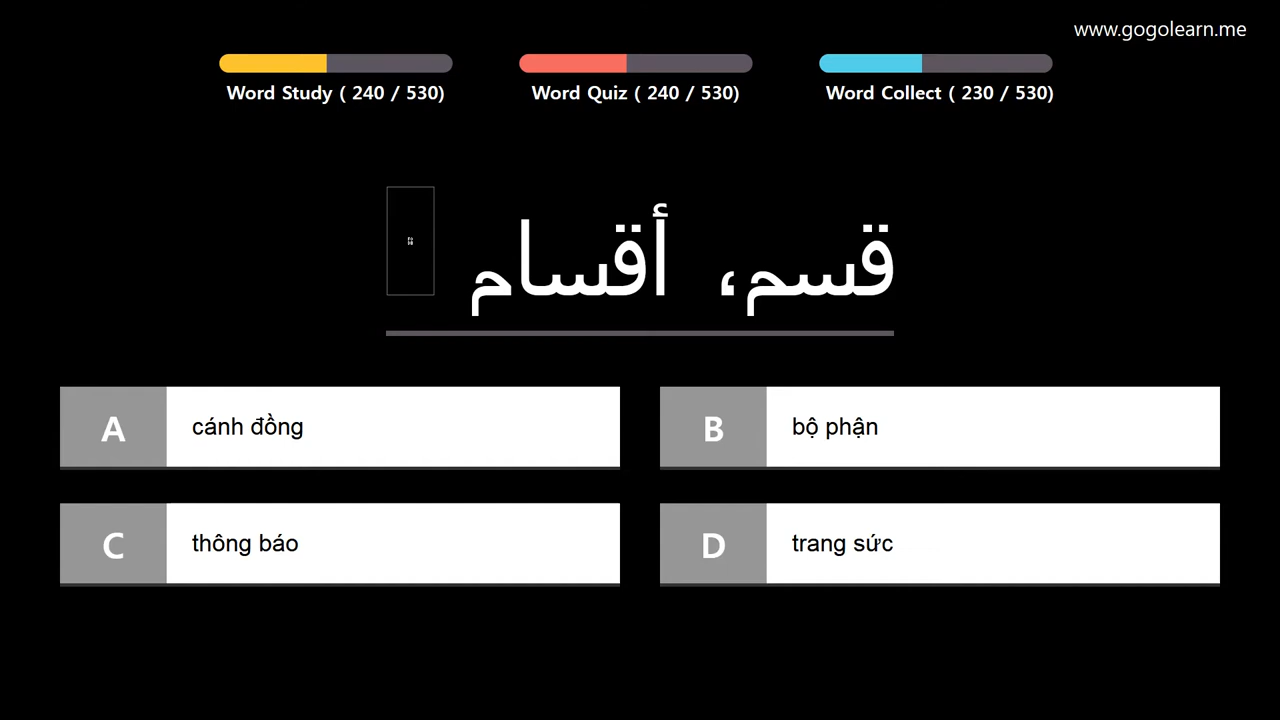 www.gogolearn.me
Word Study ( 240 / 530)
Word Quiz ( 240 / 530)
Word Collect ( 230 / 530)
قسم، أقسام
A
cánh đồng
B
bộ phận
C
thông báo
D
trang sức